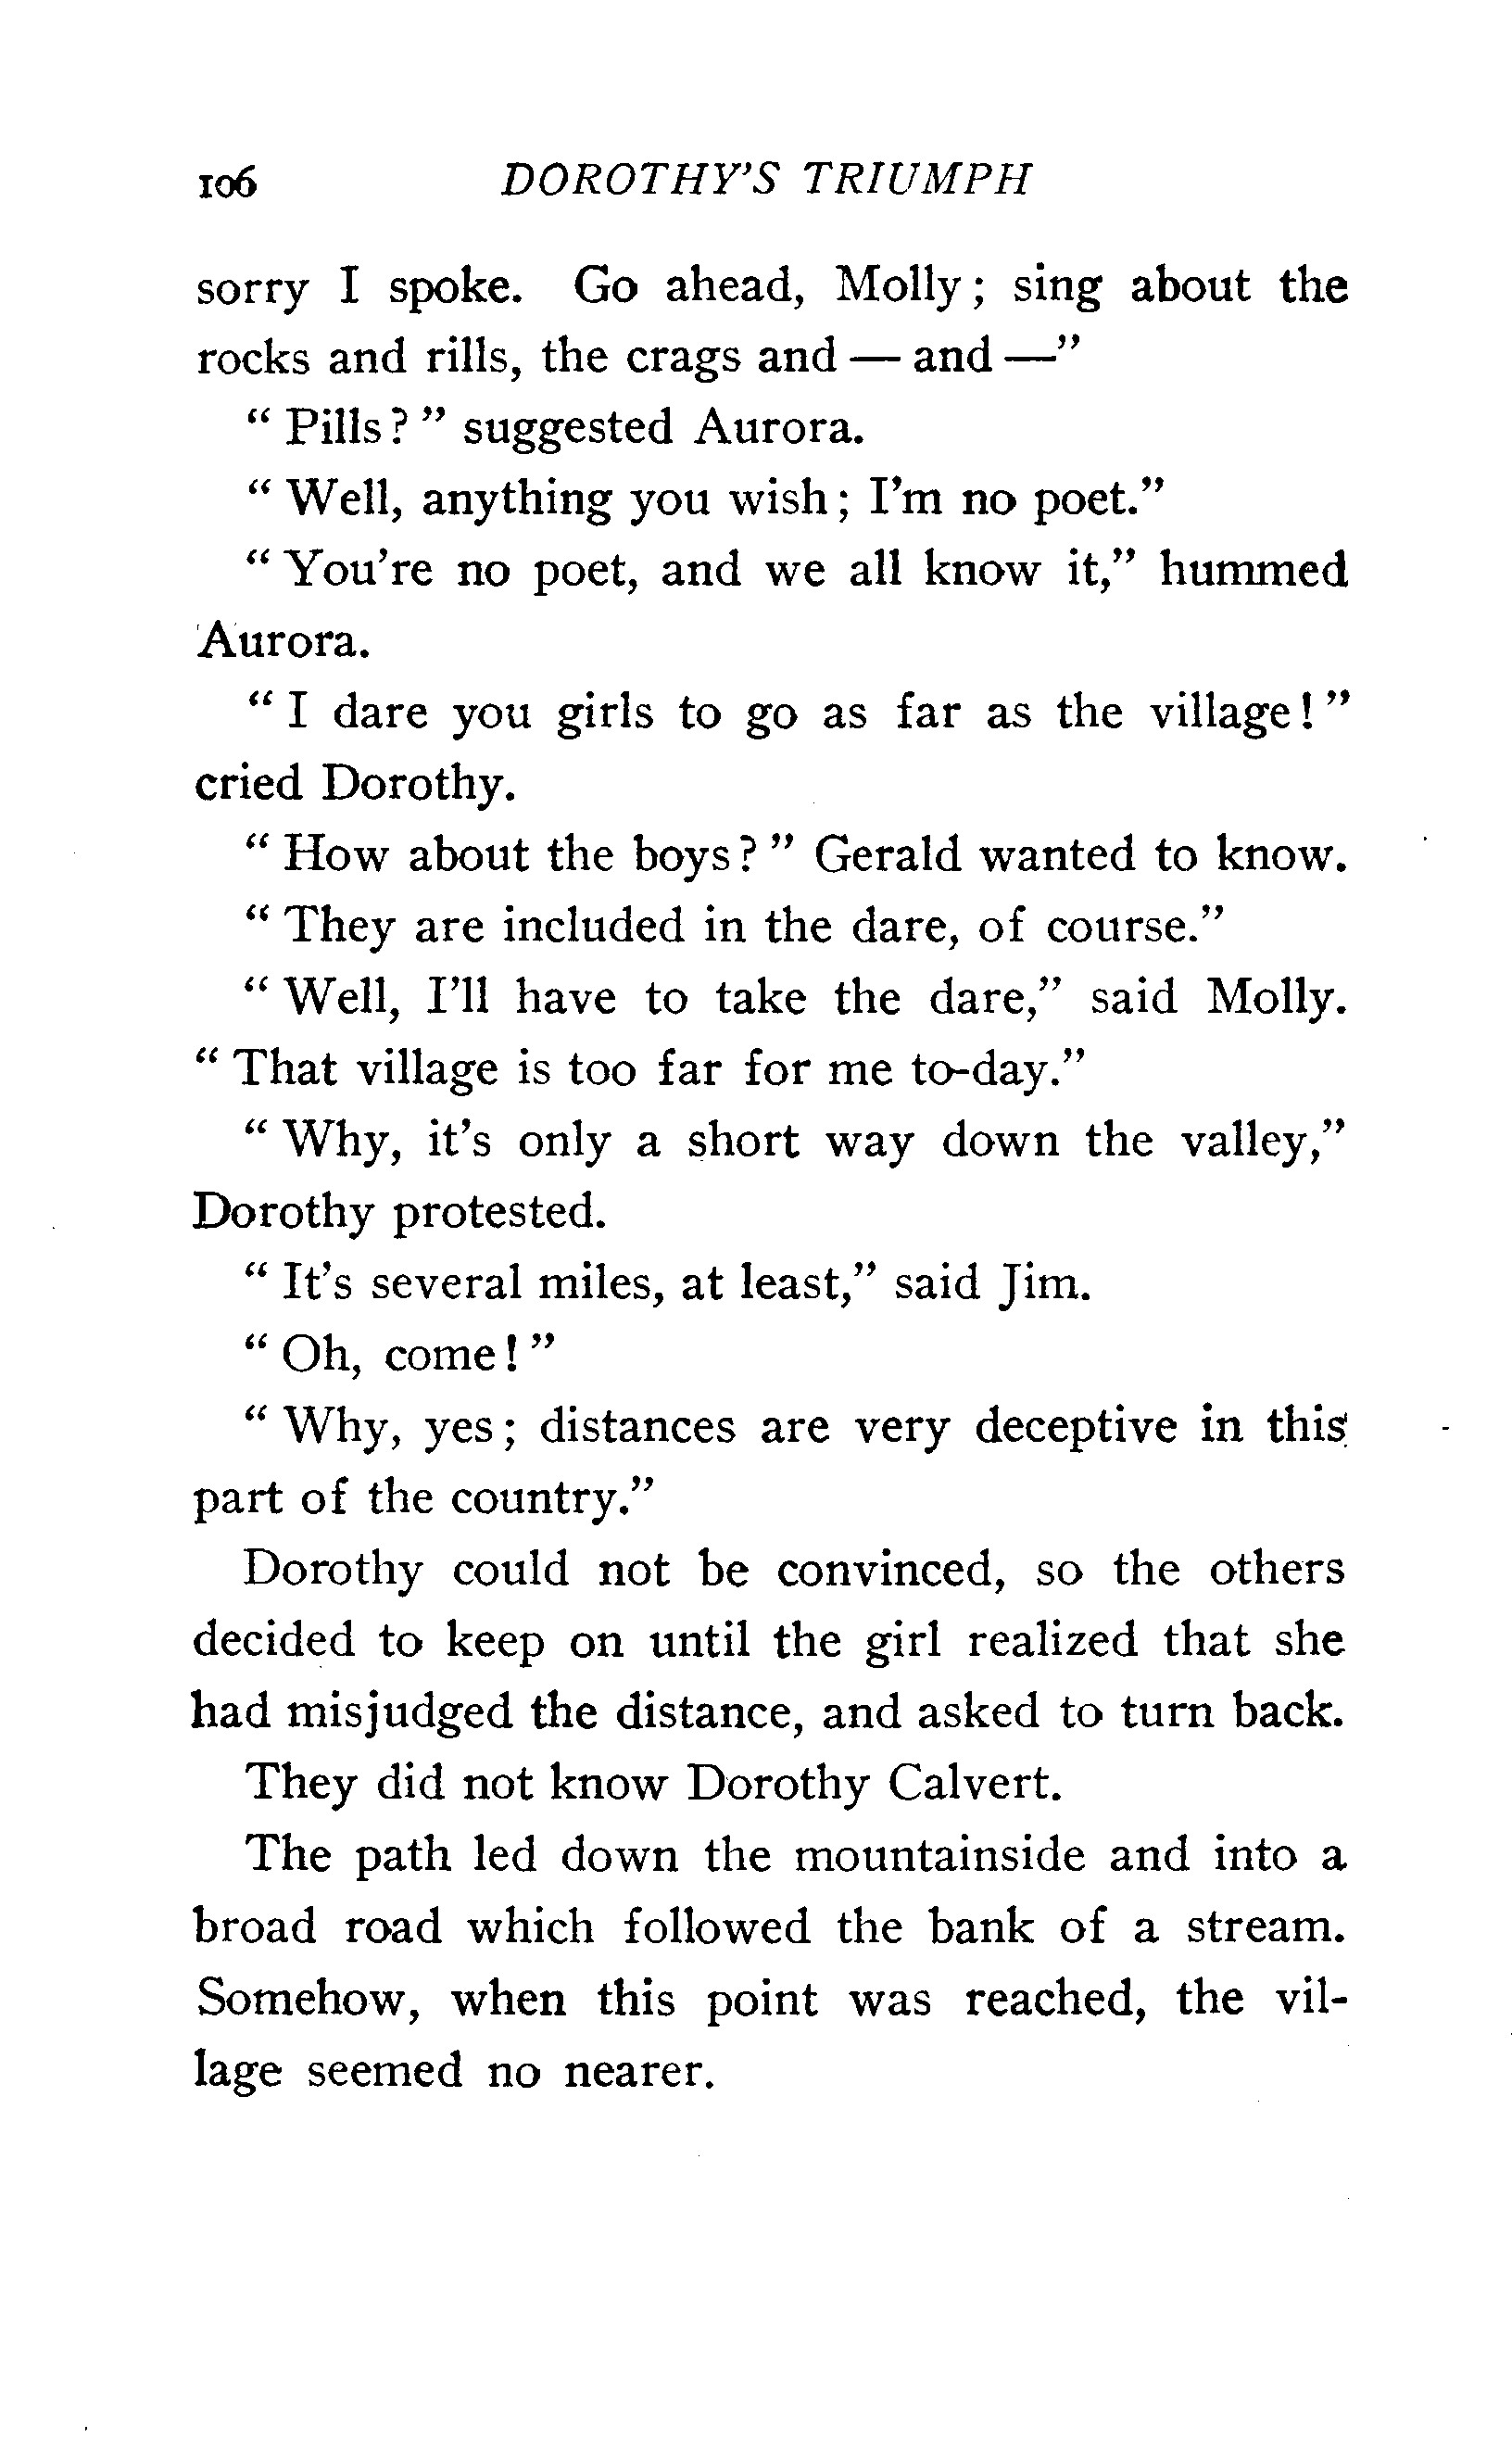 106 DOROTHY'S TRIUMPH
sorry I spoke. Go ahead, Molly; sing about the
rocks and rills, the crags and — and —"
"Pills?" suggested Aurora.
"Well, anything you wish; I'm no poet."
"You're no poet, and we all know it," hummed
Aurora.
"I dare you girls to go as far as the village!"
cried Dorothy.
"How about the boys?" Gerald wanted to know.
"They are included in the dare, of course."
"Well, I'll have to take the dare," said Molly.
"That village is too far for me to-day."
"Why, it's only a short way down the valley,"
Dorothy protested.
"It's several miles, at least," said Jim.
"Oh, come!"
"Why, yes; distances are very deceptive in this
part of the country."
Dorothy could not be convinced, so the others
decided to keep on until the girl realized that she
had misjudged the distance, and asked to turn back.
They did not know Dorothy Calvert.
The path led down the mountainside and into a
broad road which followed the bank of a stream.
Somehow, when this point was reached, the vil-
lage seemed no nearer.